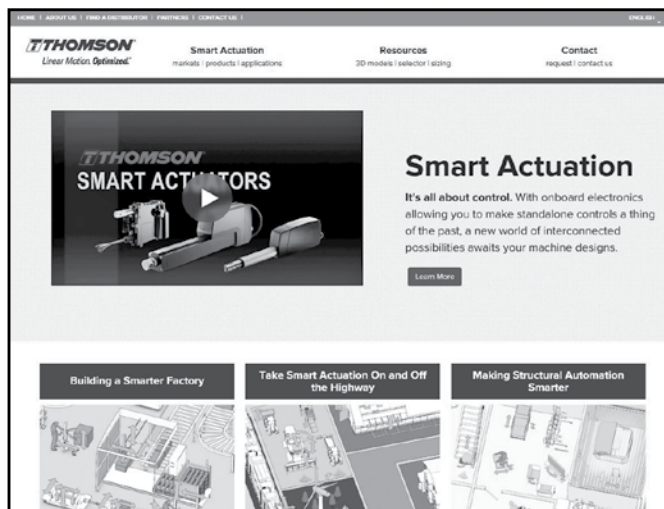 HOME | ABOUT US | FIND A DISTRIBUTOR | PARTNERS | CONTACT US |
ENGLISH
THOMSON
Linear Motion. Optimized.™
Smart Actuation
markets | products | applications
Resources
3D models | selector | sizing
Contact
request | contact us
THOMSON
SMART ACTUATORS
Smart Actuation
It's all about control. With onboard electronics
allowing you to make standalone controls a thing
of the past, a new world of interconnected
possibilities awaits your machine designs.
Learn More
Building a Smarter Factory
Take Smart Actuation On and Off
the Highway
Making Structural Automation
Smarter